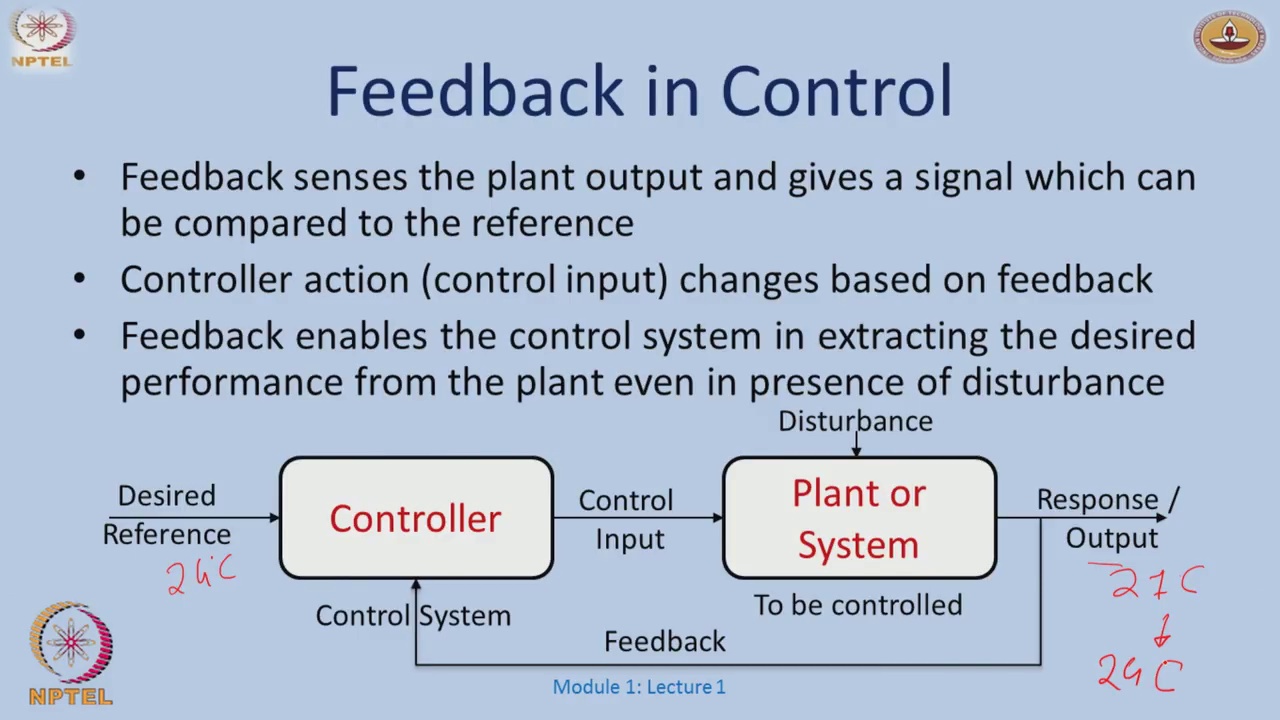 NPTEL
Feedback in Control
• Feedback senses the plant output and gives a signal which can
be compared to the reference
• Controller action (control input) changes based on feedback
• Feedback enables the control system in extracting the desired
performance from the plant even in presence of disturbance
Disturbance
Desired
Reference
Controller
Control
Input
Plant or
System
Response /
Output
24°C
27 C
24 C
Control System
To be controlled
Feedback
NPTEL
Module 1: Lecture 1